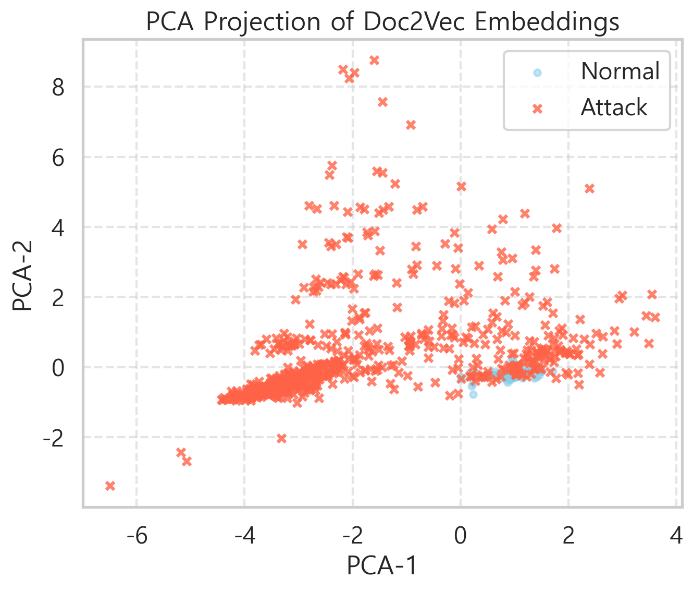 PCA Projection of Doc2Vec Embeddings
Normal
Attack
8
6
4
2
0
-2
PCA-2
-6
-4
-2
0
2
4
PCA-1